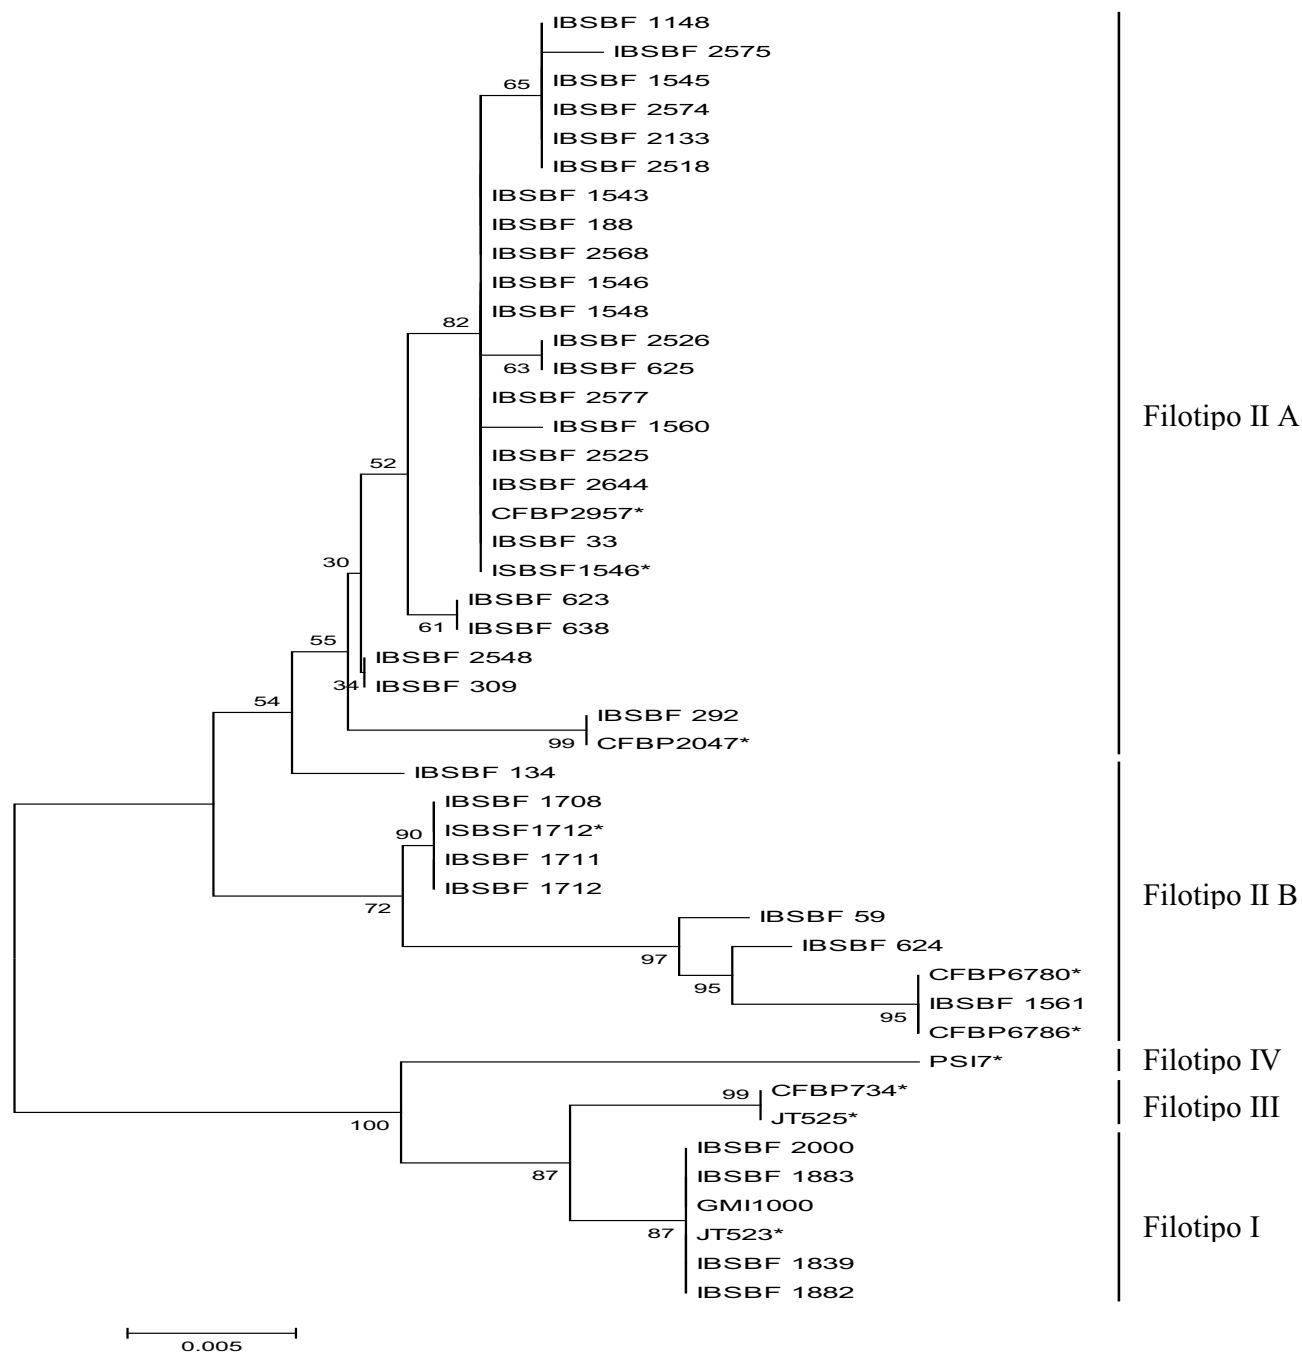 IBSBF 1148
IBSBF 2575
65
IBSBF 1545
IBSBF 2574
IBSBF 2133
IBSBF 2518
IBSBF 1543
IBSBF 188
IBSBF 2568
IBSBF 1546
IBSBF 1548
82
IBSBF 2526
63
IBSBF 625
IBSBF 2577
IBSBF 1560
Filotipo II A
IBSBF 2525
52
IBSBF 2644
CFBP2957*
IBSBF 33
30
ISBSF1546*
IBSBF 623
61
IBSBF 638
55
IBSBF 2548
34
IBSBF 309
54
IBSBF 292
99
CFBP2047*
IBSBF 134
IBSBF 1708
90
ISBSF1712*
IBSBF 1711
IBSBF 1712
72
Filotipo II B
IBSBF 59
IBSBF 624
97
CFBP6780*
95
IBSBF 1561
95
CFBP6786*
PSI7*
Filotipo IV
99
CFBP734*
JT525*
Filotipo III
100
IBSBF 2000
87
IBSBF 1883
GMI1000
87
JT523*
Filotipo I
IBSBF 1839
IBSBF 1882
0.005